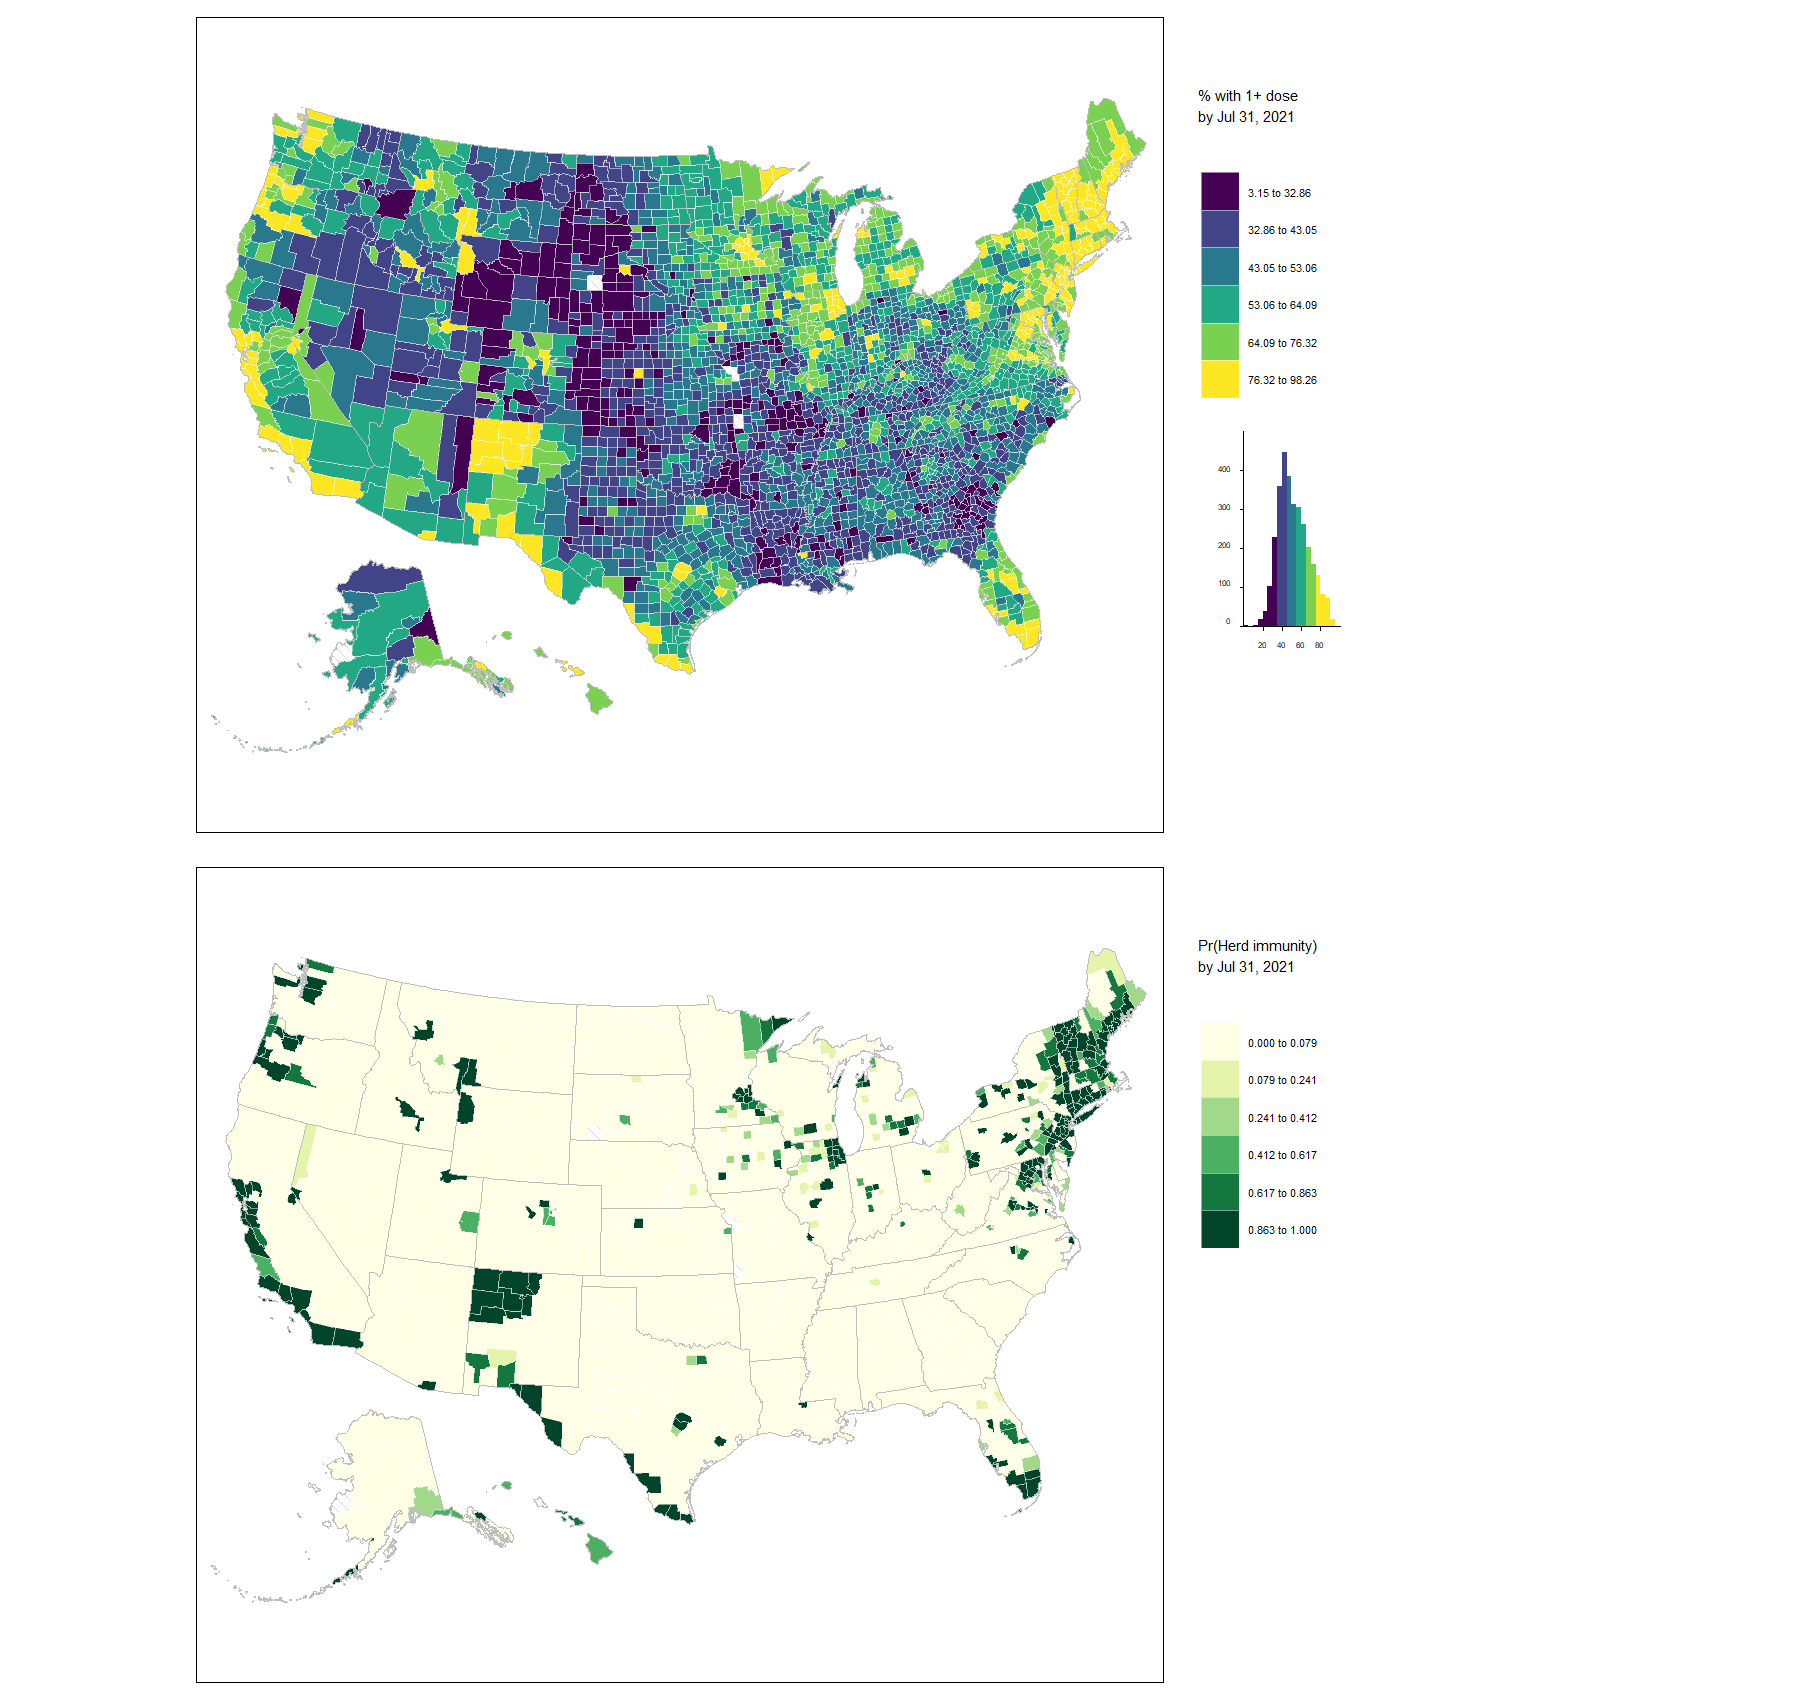 % with 1+ dose
by Jul 31, 2021
3.15 to 32.86
32.86 to 43.05
43.05 to 53.06
53.06 to 64.09
64.09 to 76.32
76.32 to 98.26
400
300
200
100
0
20 40 60 80
Pr(Herd immunity)
by Jul 31, 2021
0.000 to 0.079
0.079 to 0.241
0.241 to 0.412
0.412 to 0.617
0.617 to 0.863
0.863 to 1.000